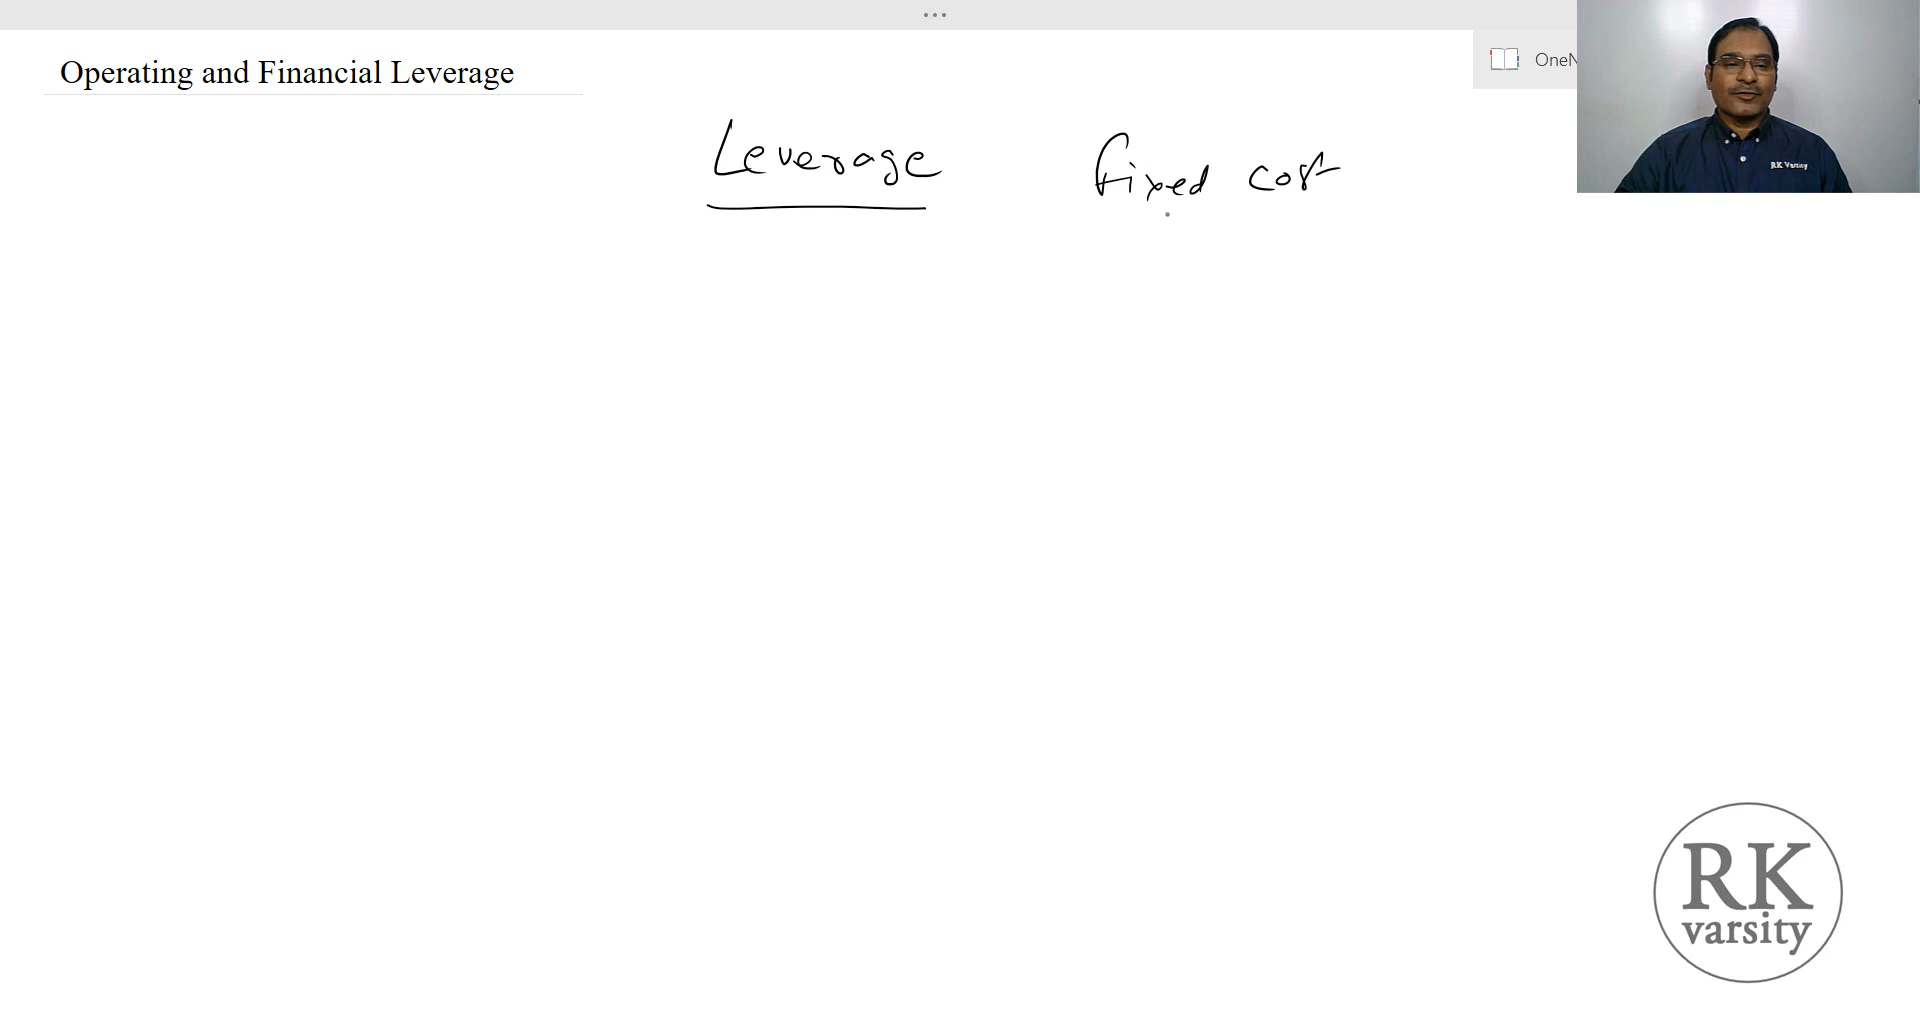 Operating and Financial Leverage
OneN
Leverage
fixed cost
RK Varsity
RK
varsity